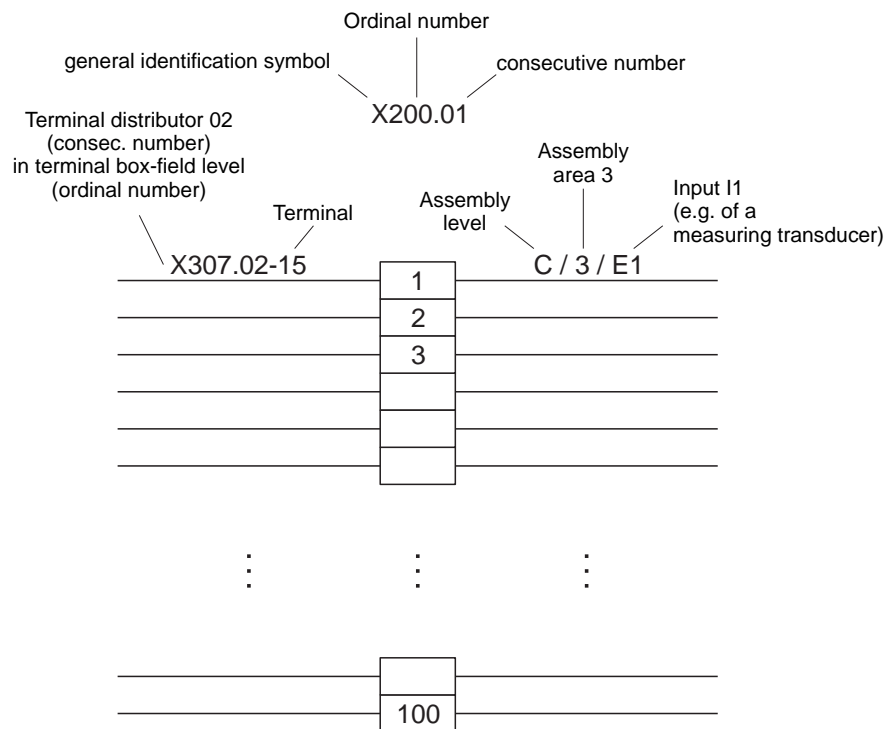 Ordinal number
general identification symbol
consecutive number
X200.01
Terminal distributor 02
(consec. number)
in terminal box-field level
(ordinal number)
Terminal
Assembly
level
Assembly
area 3
Input I1
(e.g. of a
measuring transducer)
X307.02-15
C / 3 / E1
1
2
3
100